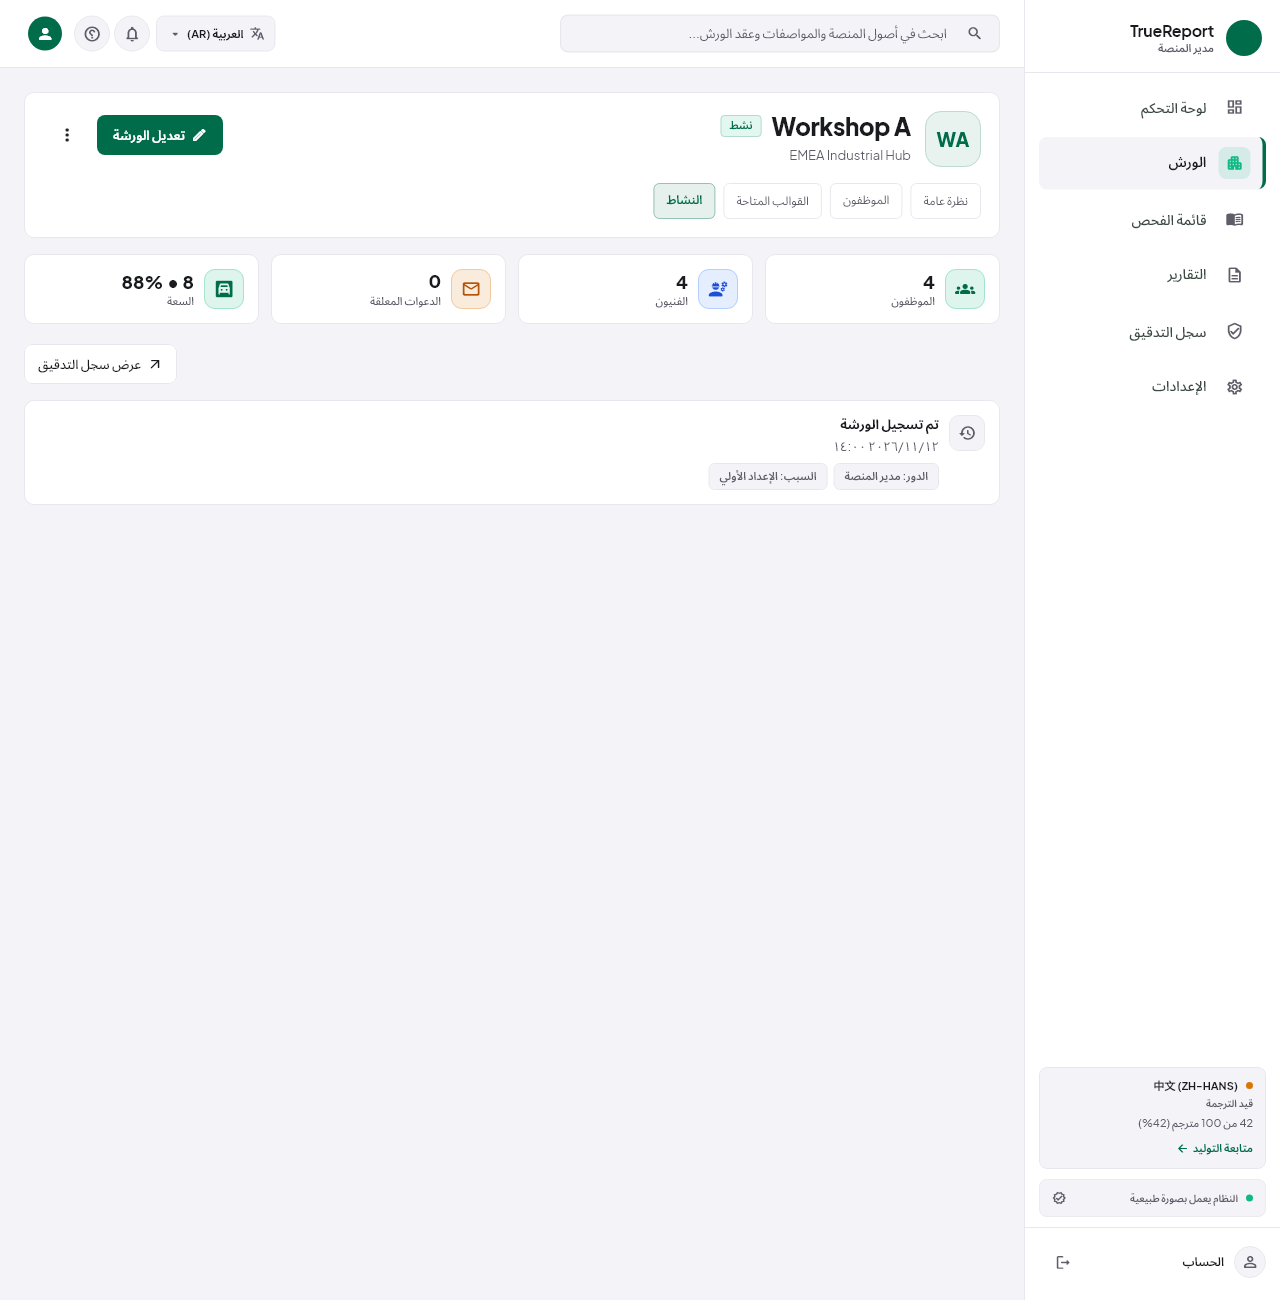 TrueReport
مدير المنصة
لوحة التحكم
الورش
قائمة الفحص
التقارير
سجل التدقيق
الإعدادات
中文 (ZH-HANS)
قيد الترجمة
42 من 100 مترجم (42%)
متابعة التوليد ←
النظام يعمل بصورة طبيعية
الحساب
ابحث في أصول المنصة والمواصفات وعقد الورش...
العربية (AR)
WA
Workshop A
نشط
EMEA Industrial Hub
تعديل الورشة
نظرة عامة
الموظفون
القوالب المتاحة
النشاط
4
الموظفون
4
الفنيون
0
الدعوات المعلقة
8 • 88%
السعة
عرض سجل التدقيق
تم تسجيل الورشة
٢٠٢٦/١١/١٢ ١٤:٠٠
الدور: مدير المنصة
السبب: الإعداد الأولي